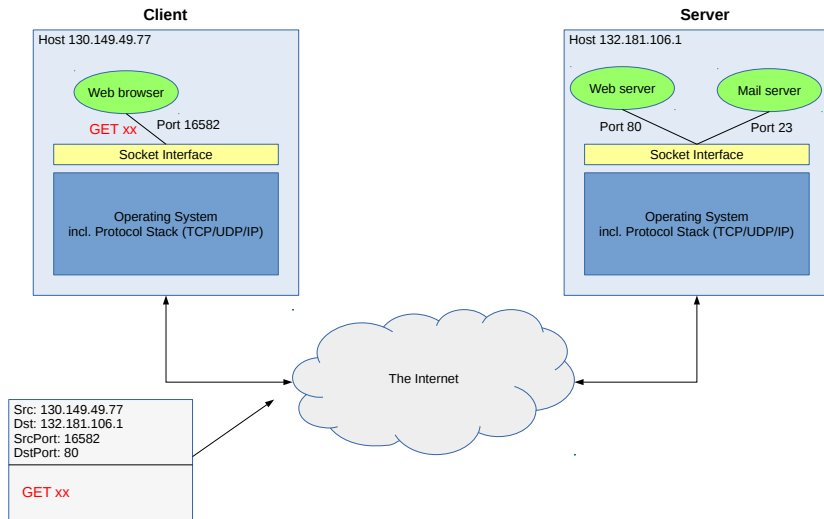 Client
Server
Host 130.149.49.77
Host 132.181.106.1
Web browser
Web server
Mail server
GET xx
Port 16582
Port 80
Port 23
Socket Interface
Socket Interface
Operating System
incl. Protocol Stack (TCP/UDP/IP)
Operating System
incl. Protocol Stack (TCP/UDP/IP)
The Internet
Src: 130.149.49.77
Dst: 132.181.106.1
SrcPort: 16582
DstPort: 80
GET xx